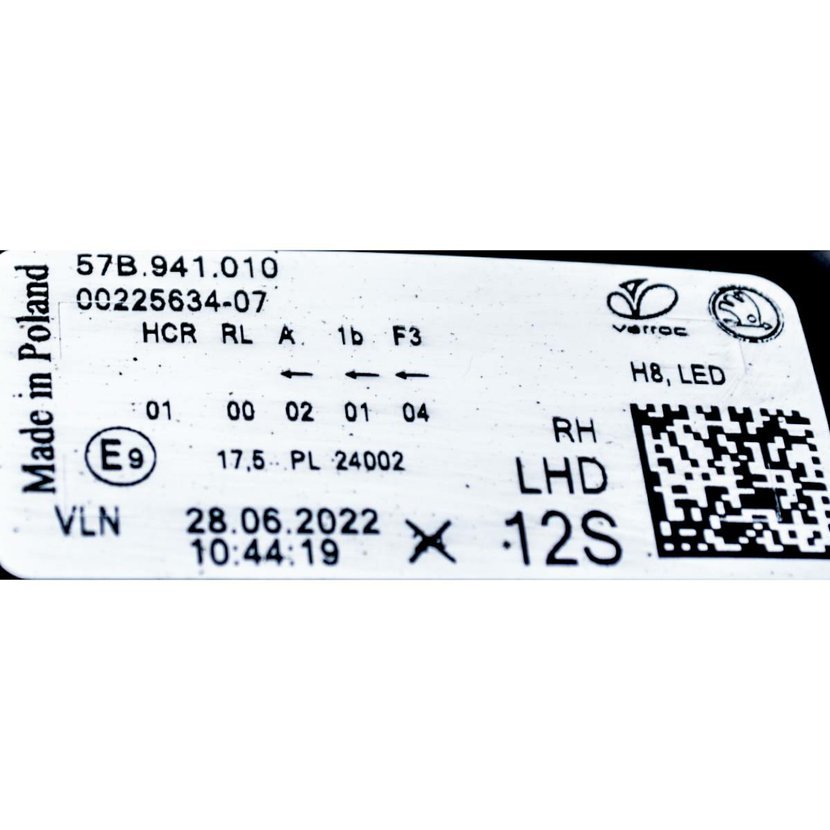 Made in Poland
57B.941.010
00225634-07
varroc
HCR RL A 1b F3
← ← ←
H8, LED
01 00 02 01 04
RH
E9 17,5 PL 24002
LHD
VLN 28.06.2022
10:44:19 12S